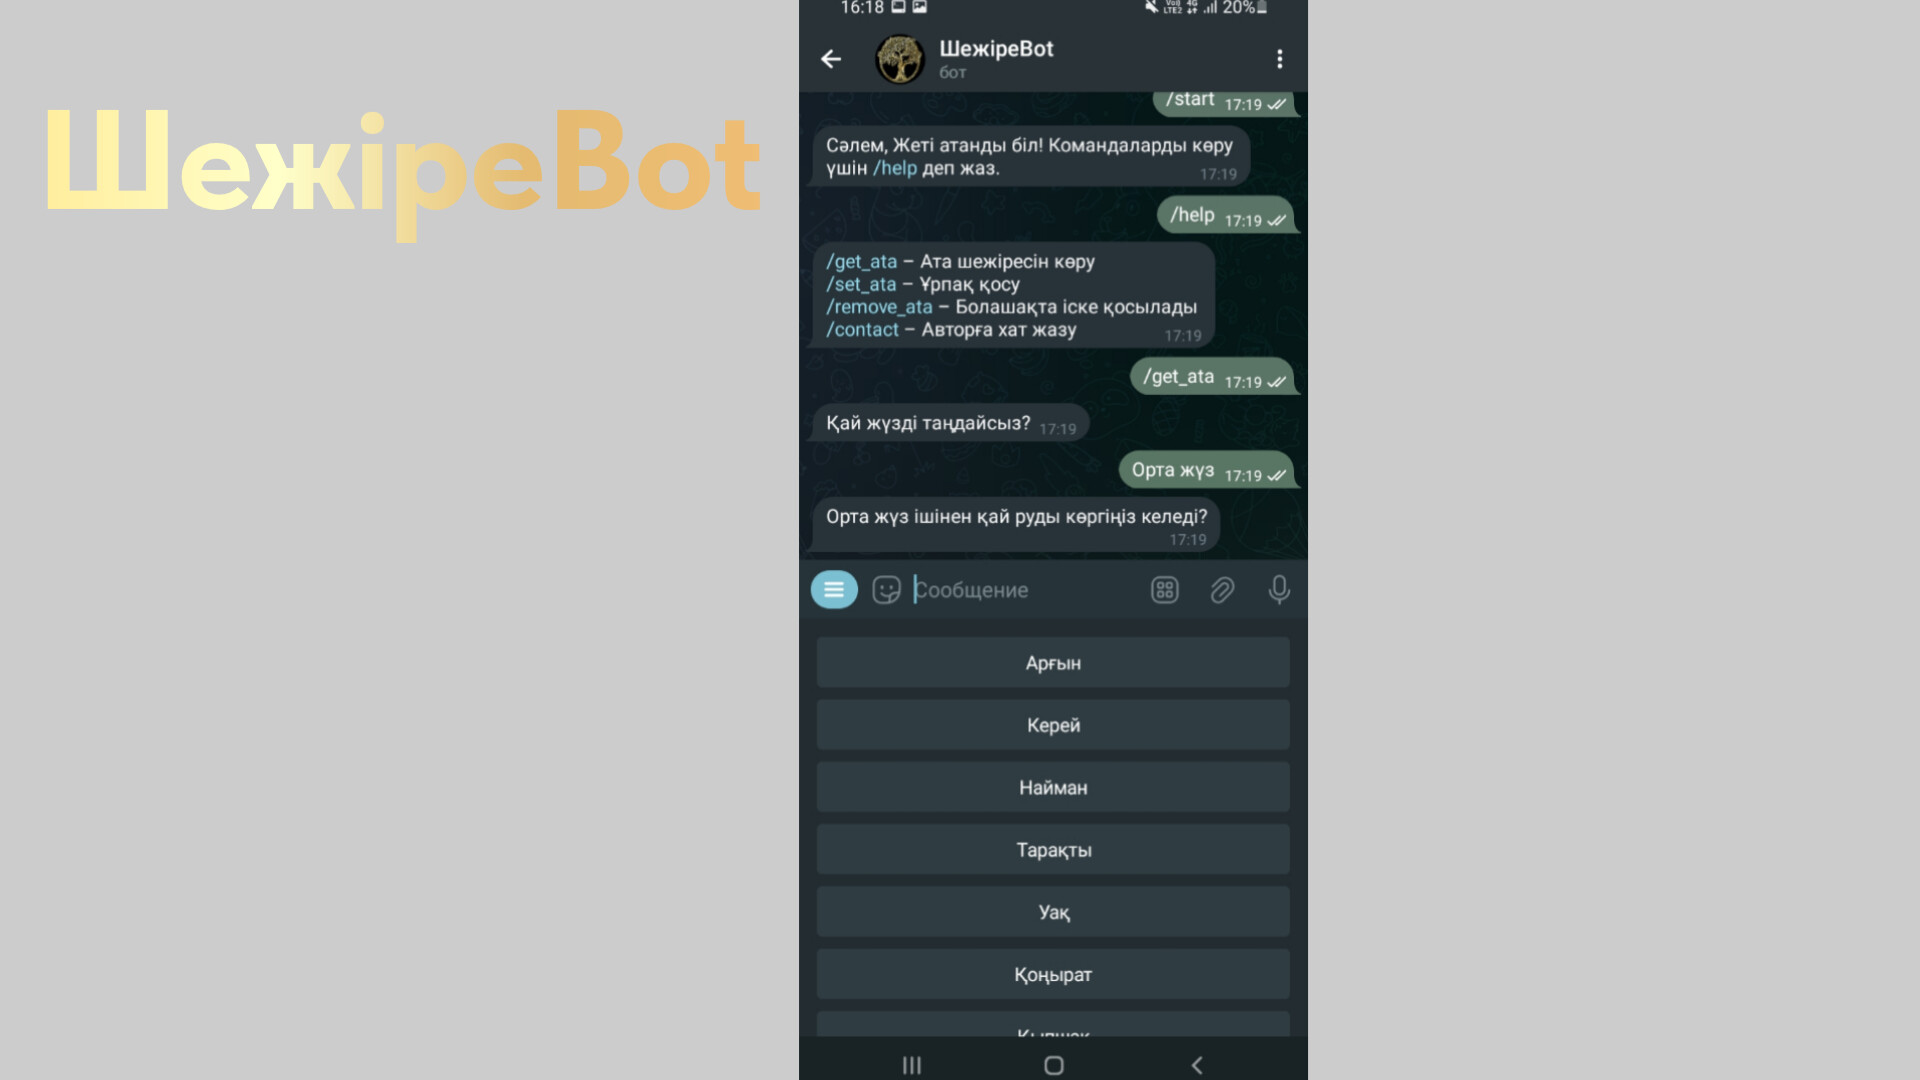 ШежіреBot
16:18
20%
ШежіреBot
бот
/start 17:19
Сәлем, Жеті атанды біл! Командаларды көру
үшін /help деп жаз.
17:19
/help 17:19
/get_ata – Ата шежіресін көру
/set_ata – Ұрпақ қосу
/remove_ata – Болашақта іске қосылады
/contact – Авторға хат жазу
17:19
/get_ata 17:19
Қай жүзді таңдайсыз? 17:19
Орта жүз 17:19
Орта жүз ішінен қай руды көргіңіз келеді?
17:19
Сообщение
Арғын
Керей
Найман
Тарақты
Уақ
Қоңырат